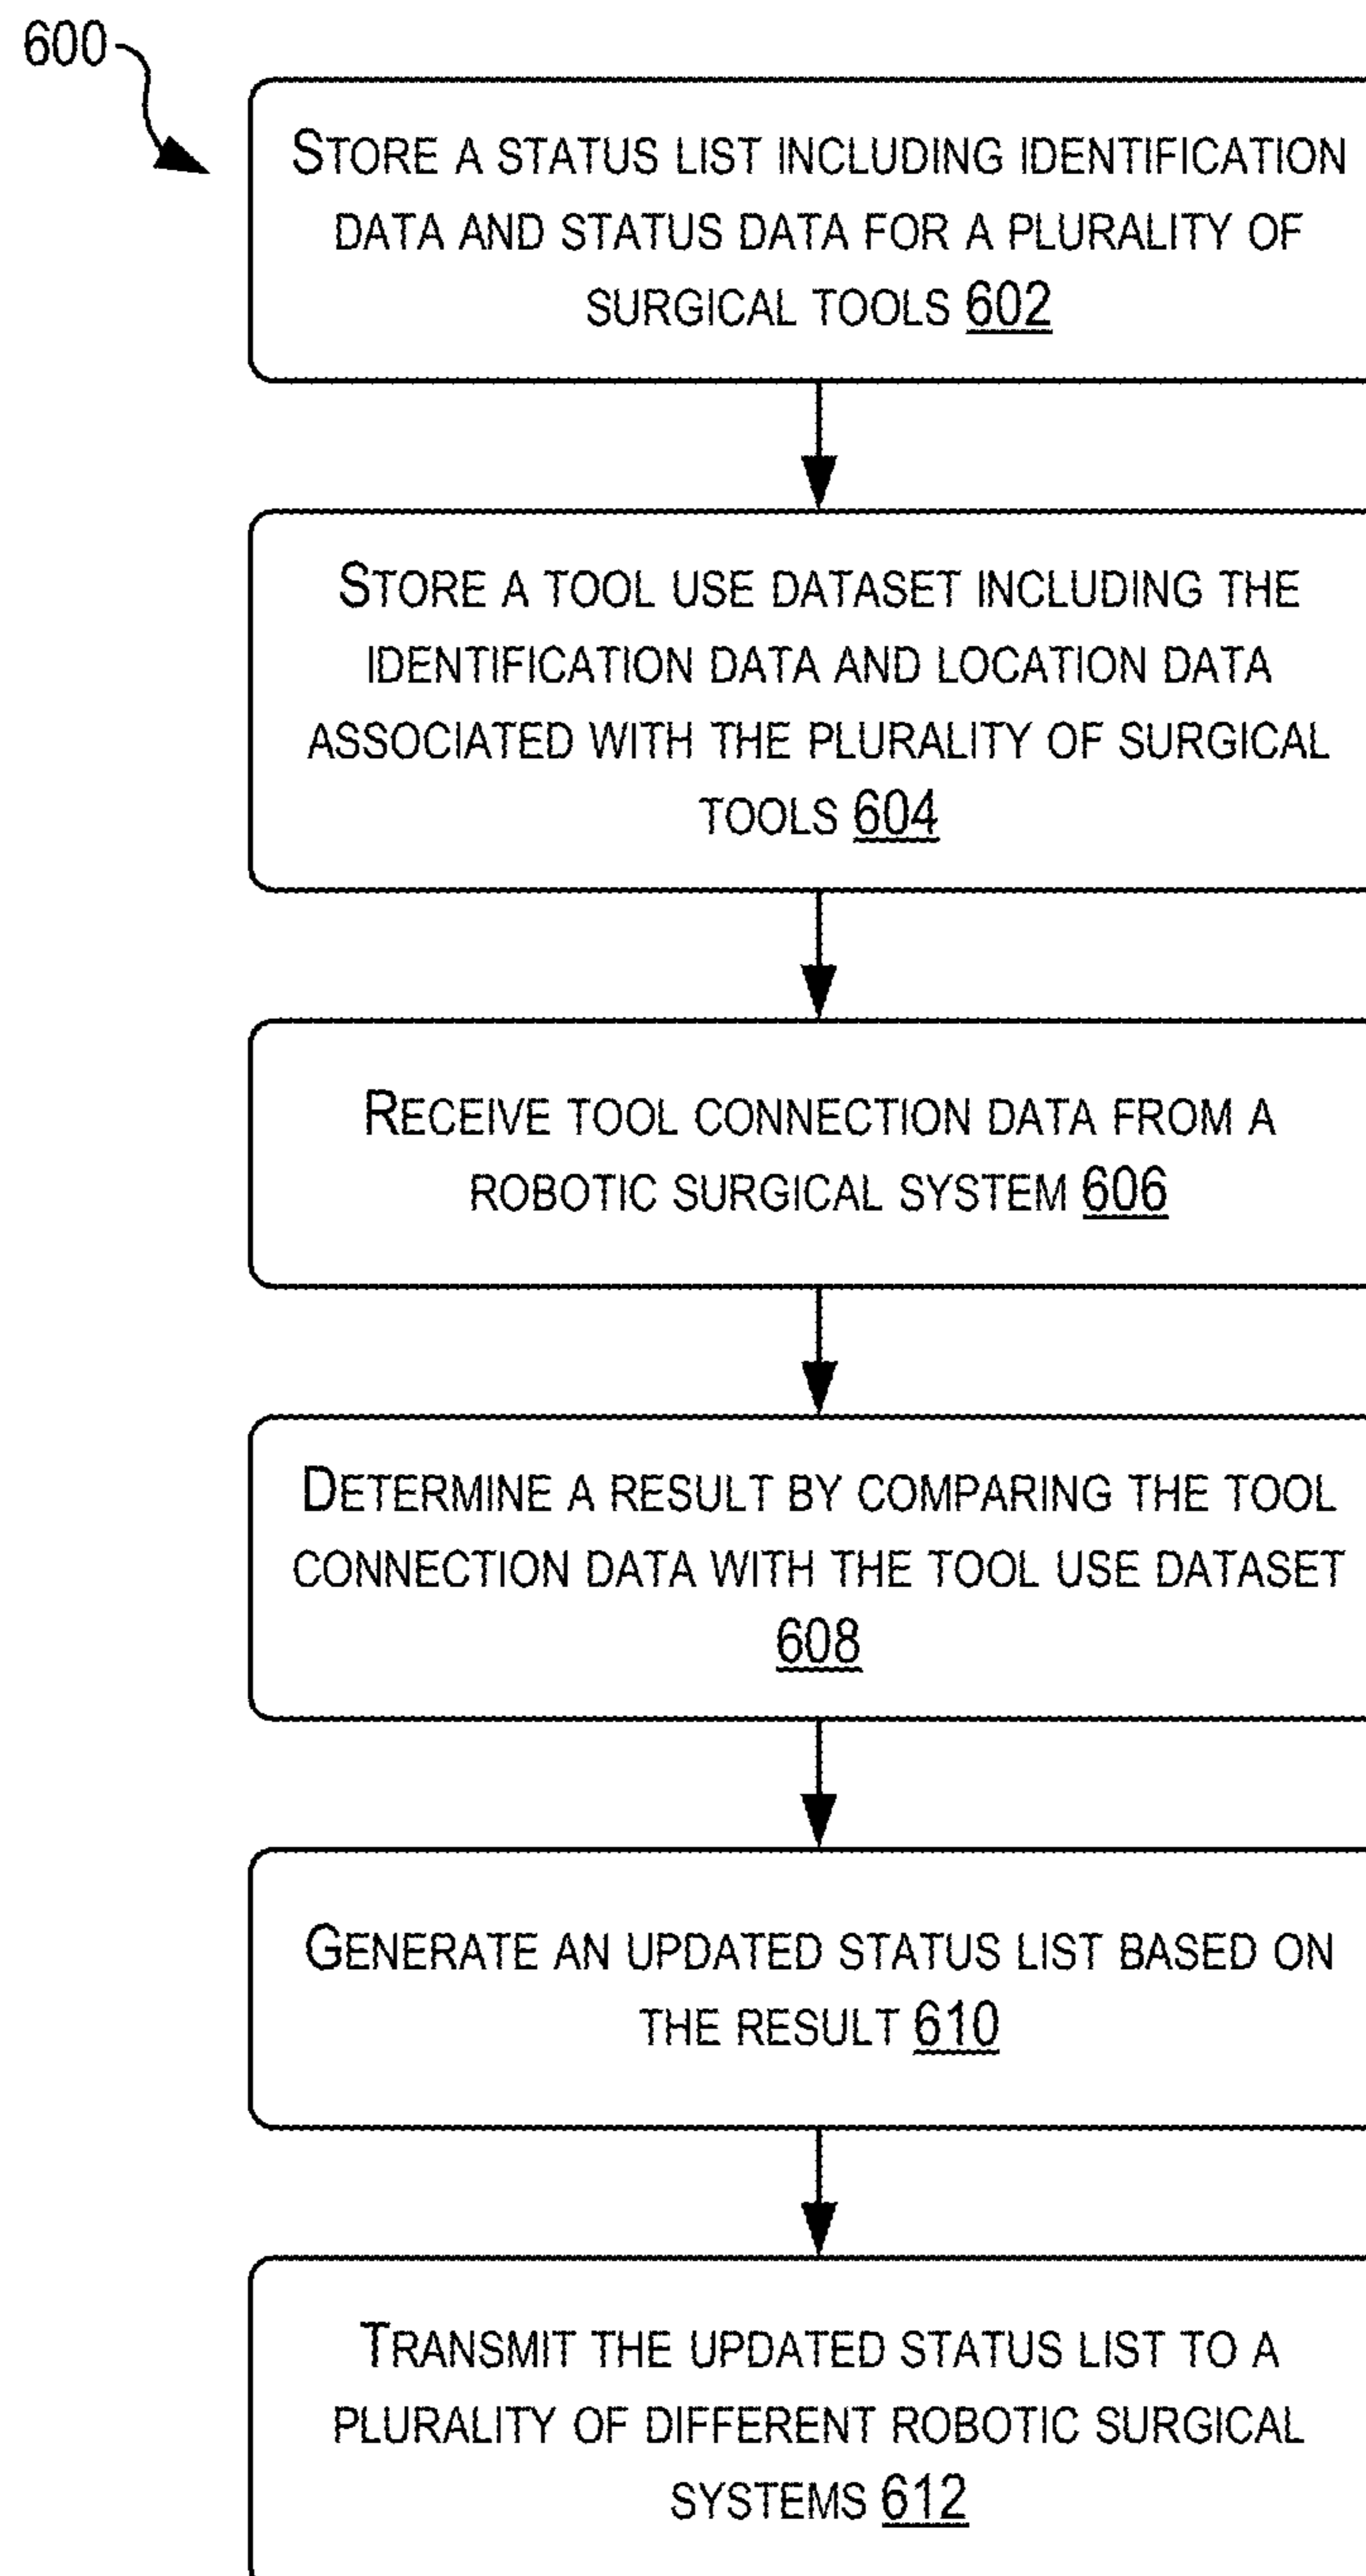 600
STORE A STATUS LIST INCLUDING IDENTIFICATION
DATA AND STATUS DATA FOR A PLURALITY OF
SURGICAL TOOLS 602
STORE A TOOL USE DATASET INCLUDING THE
IDENTIFICATION DATA AND LOCATION DATA
ASSOCIATED WITH THE PLURALITY OF SURGICAL
TOOLS 604
RECEIVE TOOL CONNECTION DATA FROM A
ROBOTIC SURGICAL SYSTEM 606
DETERMINE A RESULT BY COMPARING THE TOOL
CONNECTION DATA WITH THE TOOL USE DATASET
608
GENERATE AN UPDATED STATUS LIST BASED ON
THE RESULT 610
TRANSMIT THE UPDATED STATUS LIST TO A
PLURALITY OF DIFFERENT ROBOTIC SURGICAL
SYSTEMS 612